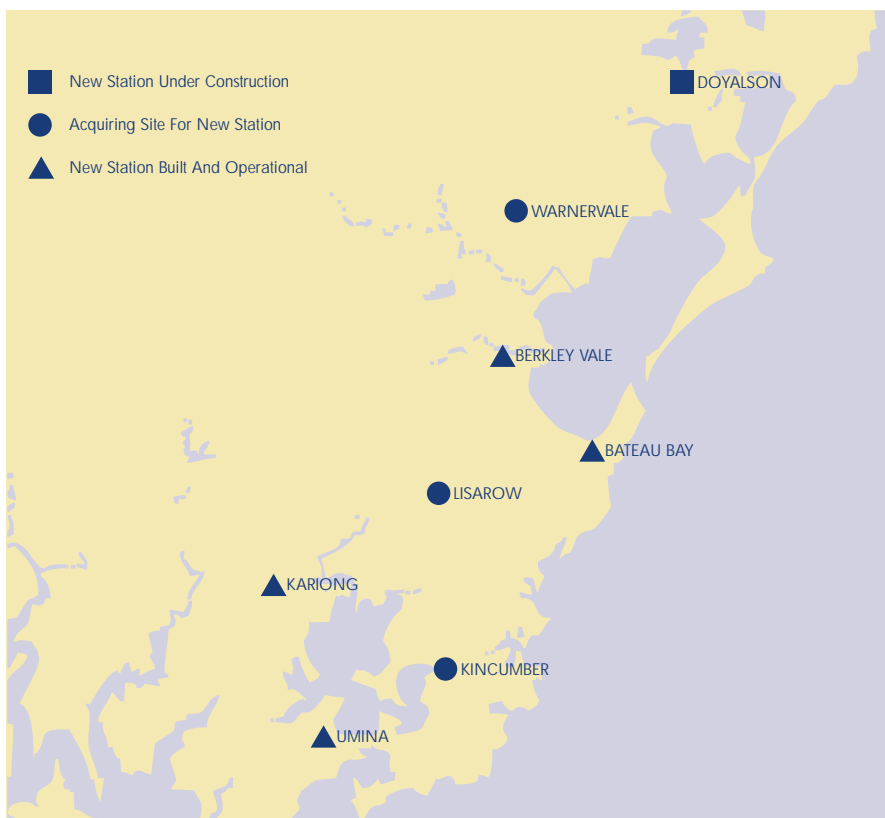 New Station Under Construction
Acquiring Site For New Station
New Station Built And Operational
DOYALSON
WARNERVALE
BERKLEY VALE
BATEAU BAY
LISAROW
KARIONG
KINCUMBER
UMINA